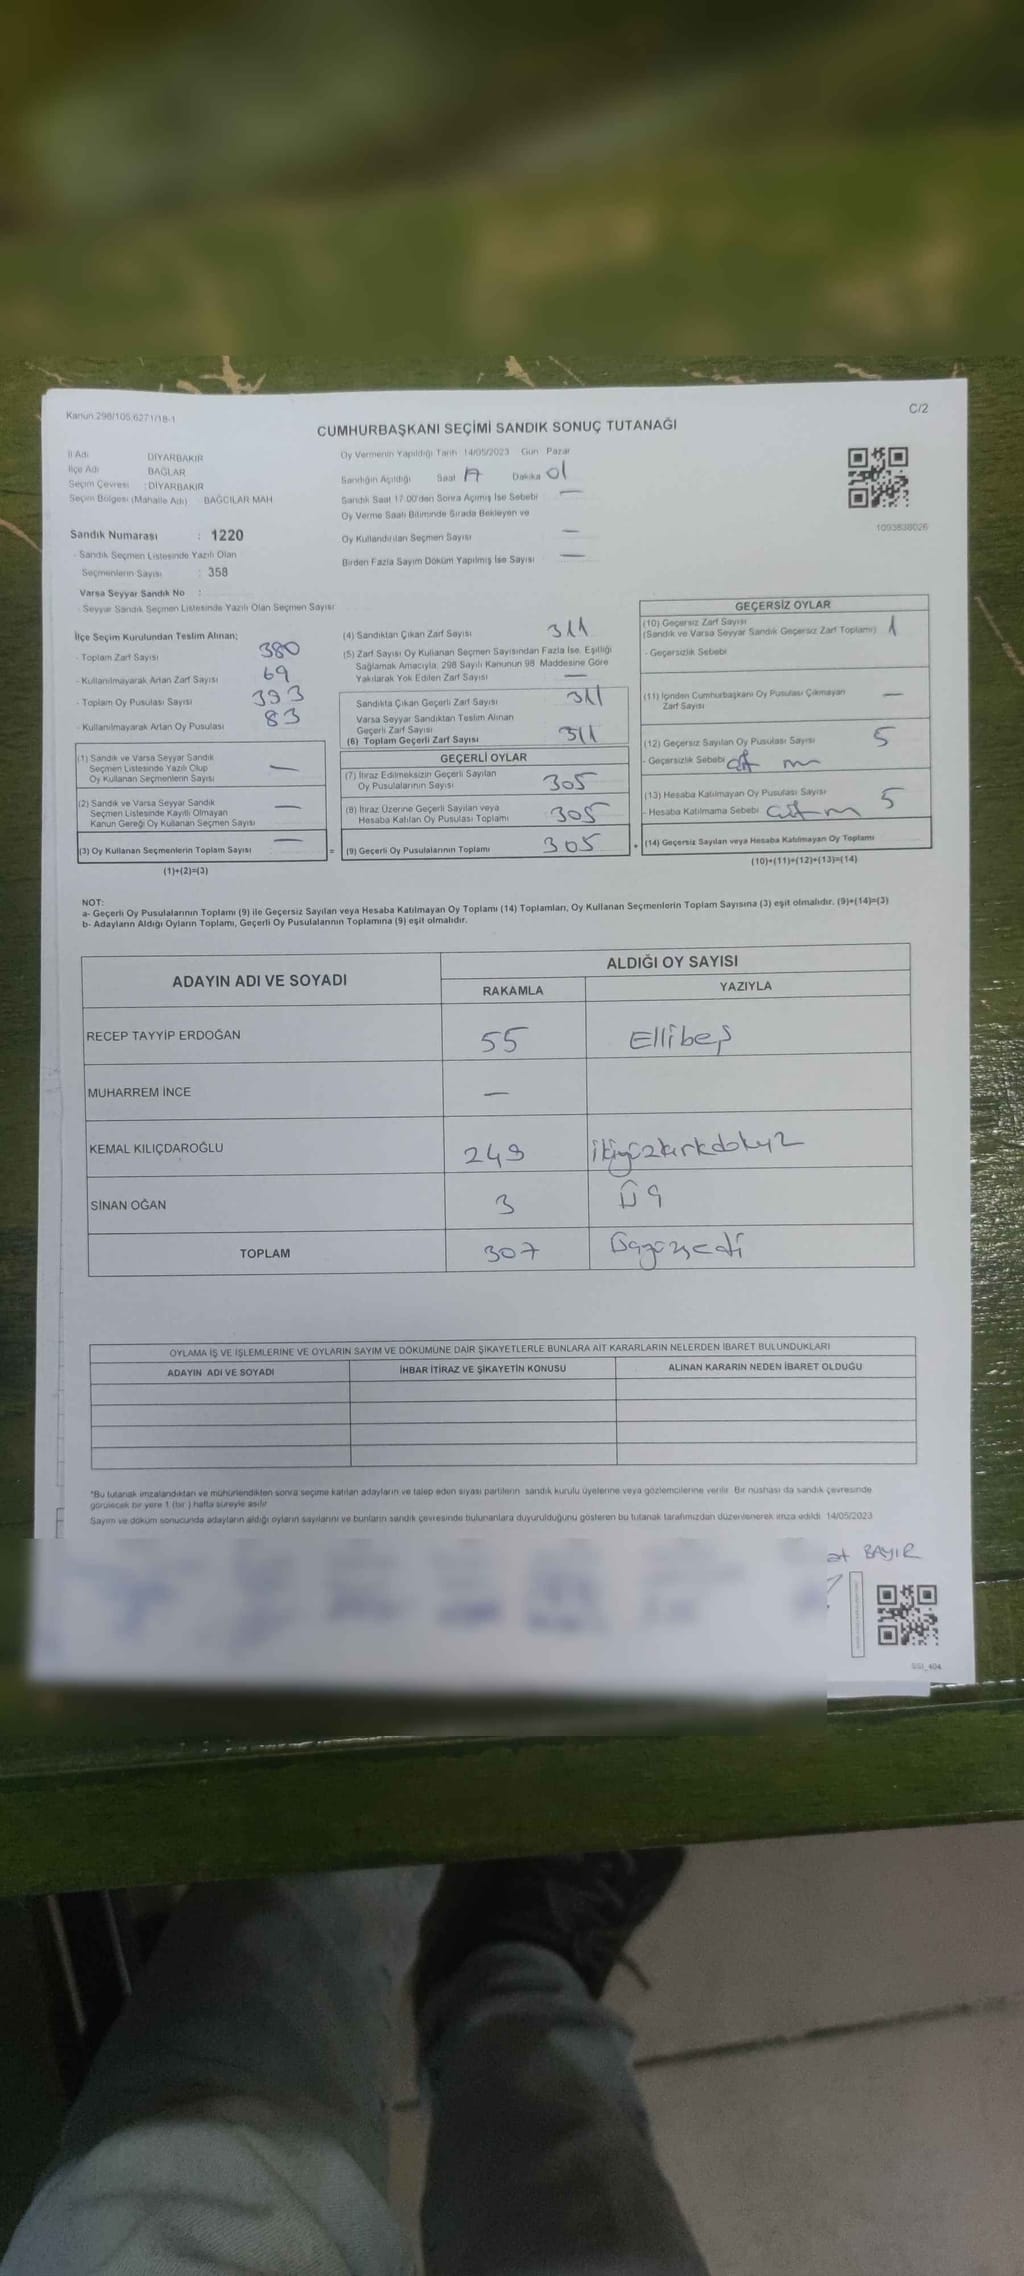 Kanun 298/105,6271/18-1
C/2
CUMHURBAŞKANI SEÇİMİ SANDIK SONUÇ TUTANAĞI
İl Adı DİYARBAKIR
İlçe Adı BAĞLAR
Seçim Çevresi : DİYARBAKIR
Seçim Bölgesi (Mahalle Adı) BAĞCILAR MAH
Oy Vermenin Yapıldığı Tarih 14/05/2023 Gün Pazar
Sandığın Açıldığı Saat 17 Dakika 01
Sandık Saat 17:00'den Sonra Açılmış İse Sebebi —
Oy Verme Saati Bitiminde Sırada Bekleyen ve
Oy Kullandırılan Seçmen Sayısı —
Birden Fazla Sayım Döküm Yapılmış İse Sayısı —
1093838026
Sandık Numarası : 1220
- Sandık Seçmen Listesinde Yazılı Olan
Seçmenlerin Sayısı : 358
Varsa Seyyar Sandık No :
- Seyyar Sandık Seçmen Listesinde Yazılı Olan Seçmen Sayısı
İlçe Seçim Kurulundan Teslim Alınan;
- Toplam Zarf Sayısı 380
- Kullanılmayarak Artan Zarf Sayısı 69
- Toplam Oy Pusulası Sayısı 393
- Kullanılmayarak Artan Oy Pusulası 83
(1) Sandık ve Varsa Seyyar Sandık
Seçmen Listesinde Yazılı Olup
Oy Kullanan Seçmenlerin Sayısı —
(2) Sandık ve Varsa Seyyar Sandık
Seçmen Listesinde Kayıtlı Olmayan
Kanun Gereği Oy Kullanan Seçmen Sayısı —
(3) Oy Kullanan Seçmenlerin Toplam Sayısı —
(1)+(2)=(3)
(4) Sandıktan Çıkan Zarf Sayısı 311
(5) Zarf Sayısı Oy Kullanan Seçmen Sayısından Fazla İse, Eşitliği
Sağlamak Amacıyla, 298 Sayılı Kanunun 98. Maddesine Göre
Yakılarak Yok Edilen Zarf Sayısı —
Sandıkta Çıkan Geçerli Zarf Sayısı 311
Varsa Seyyar Sandıktan Teslim Alınan
Geçerli Zarf Sayısı
(6) Toplam Geçerli Zarf Sayısı 311
GEÇERLİ OYLAR
(7) İtiraz Edilmeksizin Geçerli Sayılan
Oy Pusulalarının Sayısı 305
(8) İtiraz Üzerine Geçerli Sayılan veya
Hesaba Katılan Oy Pusulası Toplamı 305
= (9) Geçerli Oy Pusulalarının Toplamı 305 +
GEÇERSİZ OYLAR
(10) Geçersiz Zarf Sayısı
(Sandık ve Varsa Seyyar Sandık Geçersiz Zarf Toplamı) 1
- Geçersizlik Sebebi
(11) İçinden Cumhurbaşkanı Oy Pusulası Çıkmayan
Zarf Sayısı —
(12) Geçersiz Sayılan Oy Pusulası Sayısı 5
- Geçersizlik Sebebi
(13) Hesaba Katılmayan Oy Pusulası Sayısı 5
- Hesaba Katılmama Sebebi
(14) Geçersiz Sayılan veya Hesaba Katılmayan Oy Toplamı
(10)+(11)+(12)+(13)=(14)
NOT:
a- Geçerli Oy Pusulalarının Toplamı (9) ile Geçersiz Sayılan veya Hesaba Katılmayan Oy Toplamı (14) Toplamları, Oy Kullanan Seçmenlerin Toplam Sayısına (3) eşit olmalıdır. (9)+(14)=(3)
b- Adayların Aldığı Oyların Toplamı, Geçerli Oy Pusulalarının Toplamına (9) eşit olmalıdır.
ADAYIN ADI VE SOYADI
ALDIĞI OY SAYISI
RAKAMLA YAZIYLA
RECEP TAYYİP ERDOĞAN 55 Ellibeş
MUHARREM İNCE —
KEMAL KILIÇDAROĞLU 249 ikiyüzkırkdokuz
SİNAN OĞAN 3 Üç
TOPLAM 307 Üçyüzyedi
OYLAMA İŞ VE İŞLEMLERİNE VE OYLARIN SAYIM VE DÖKÜMÜNE DAİR ŞİKAYETLERLE BUNLARA AİT KARARLARIN NELERDEN İBARET BULUNDUKLARI
ADAYIN ADI VE SOYADI İHBAR İTİRAZ VE ŞİKAYETİN KONUSU ALINAN KARARIN NEDEN İBARET OLDUĞU
*Bu tutanak imzalandıktan ve mühürlendikten sonra seçime katılan adayların ve talep eden siyasi partilerin sandık kurulu üyelerine veya gözlemcilerine verilir. Bir nüshası da sandık çevresinde
görülecek bir yere 1 (bir ) hafta süreyle asılır
Sayım ve döküm sonucunda adayların aldığı oyların sayılarını ve bunların sandık çevresinde bulunanlara duyurulduğunu gösteren bu tutanak tarafımızdan düzenlenerek imza edildi. 14/05/2023
at BAYIR
SSI_404